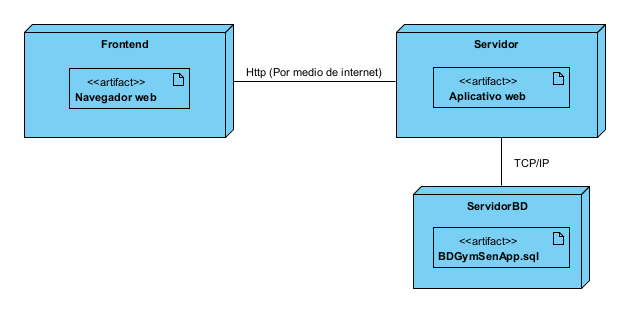 Frontend
<<artifact>>
Navegador web
Http (Por medio de internet)
Servidor
<<artifact>>
Aplicativo web
TCP/IP
ServidorBD
<<artifact>>
BDGymSenApp.sql